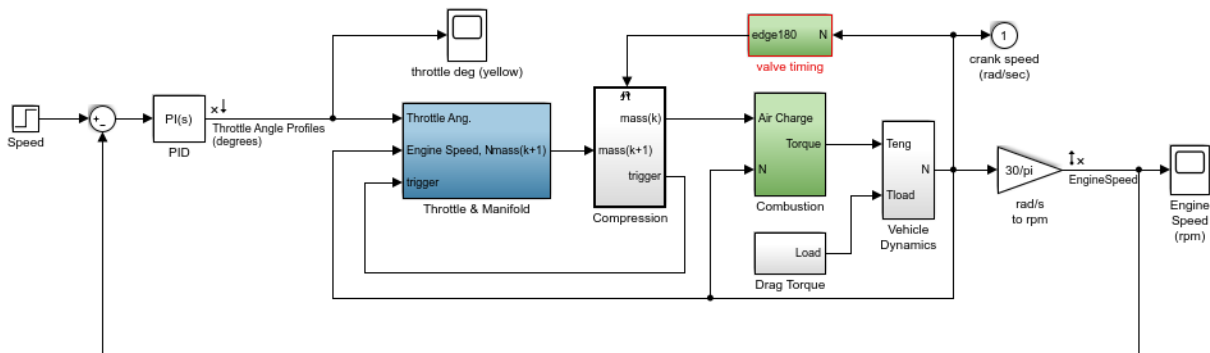 edge180 N
valve timing
1
crank speed
(rad/sec)
throttle deg (yellow)
Speed
+
−
PI(s)
PID
Throttle Angle Profiles
(degrees)
Throttle Ang.
Engine Speed, N
mass(k+1)
trigger
Throttle & Manifold
mass(k)
mass(k+1)
trigger
Compression
Air Charge
Torque
N
Combustion
Load
Drag Torque
Teng
N
Tload
Vehicle
Dynamics
30/pi
rad/s
to rpm
EngineSpeed
Engine
Speed
(rpm)